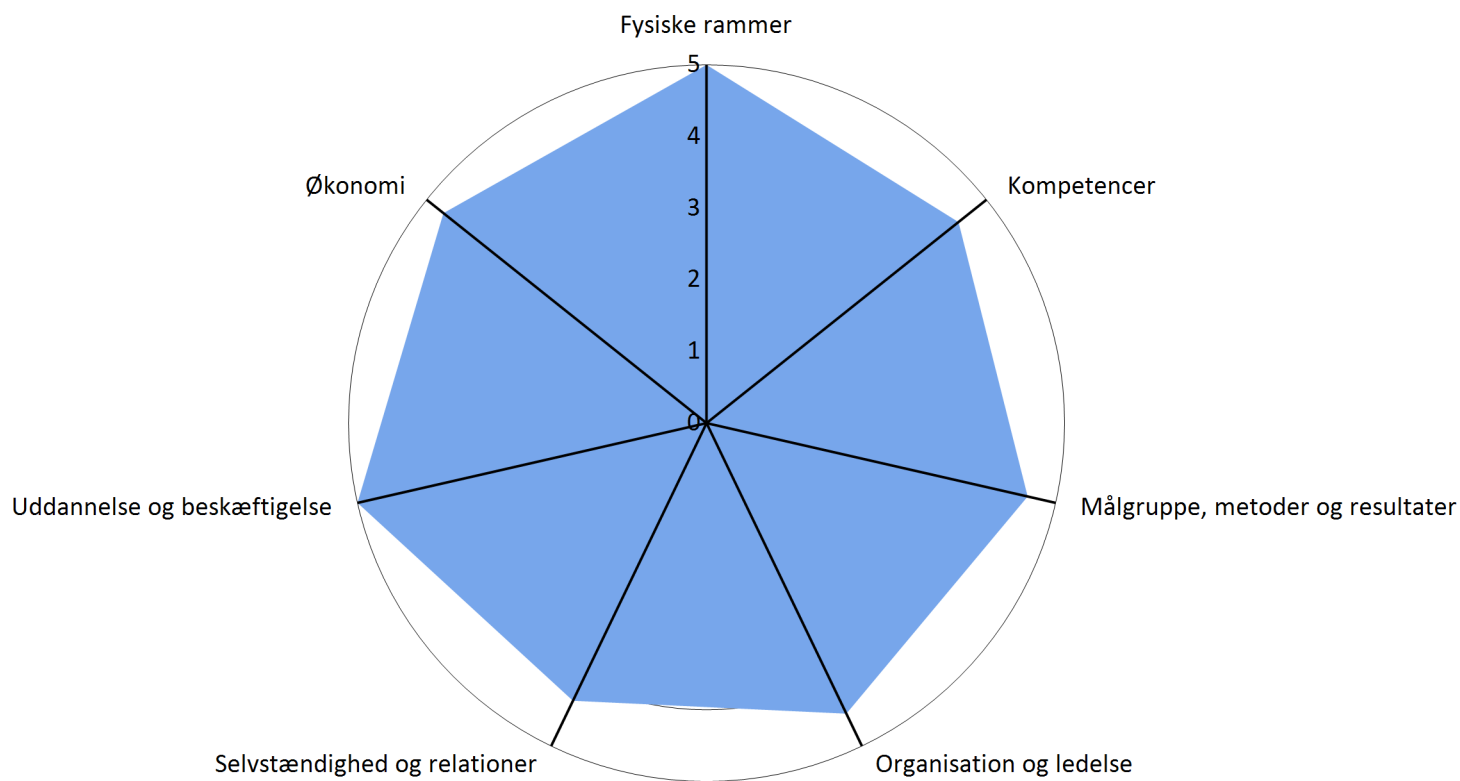 Fysiske rammer
5
4
3
2
1
0
Økonomi
Kompetencer
Uddannelse og beskæftigelse
Målgruppe, metoder og resultater
Selvstændighed og relationer
Organisation og ledelse